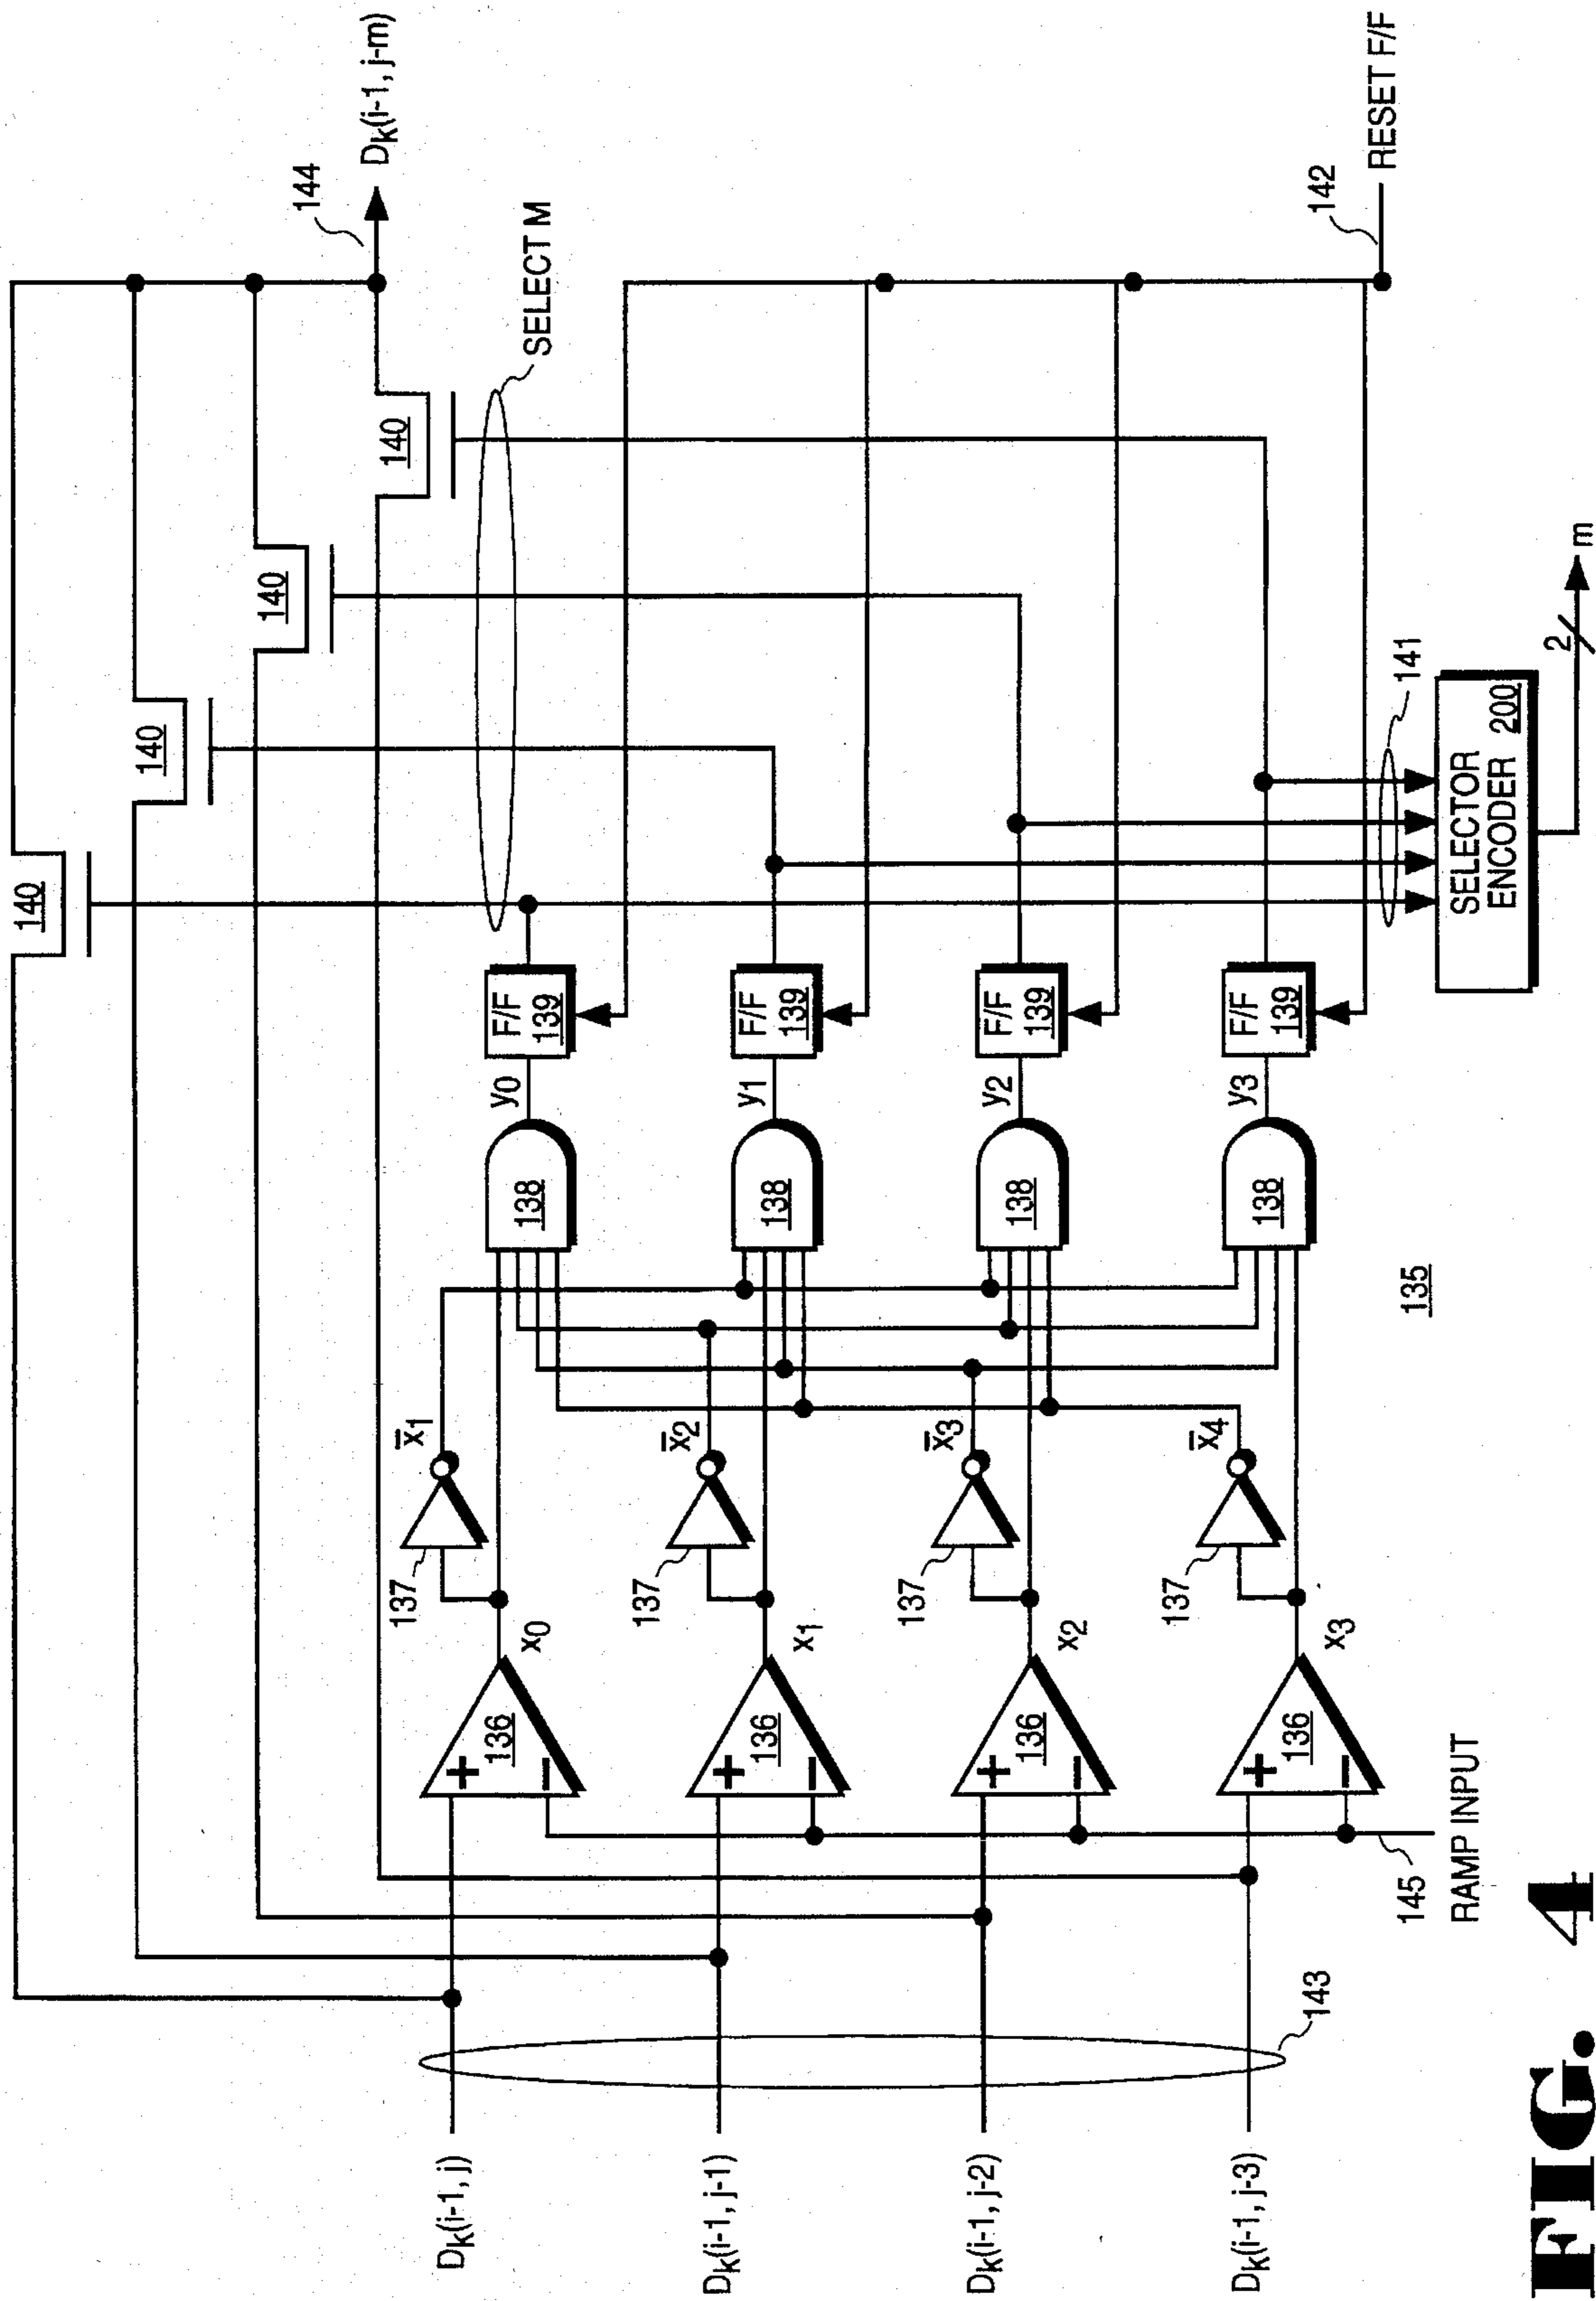 Dk(i-1, j-m)
144
140
140
140
140
SELECT M
Dk(i-1, j)
+
−
136
x0
137
x̅1
138
y0
F/F
139
Dk(i-1, j-1)
+
−
136
x1
137
x̅2
138
y1
F/F
139
Dk(i-1, j-2)
+
−
136
x2
137
x̅3
138
y2
F/F
139
Dk(i-1, j-3)
+
−
136
x3
137
x̅4
138
y3
F/F
139
142
RESET F/F
143
145
RAMP INPUT
135
141
SELECTOR
ENCODER 200
2
m
FIG. 4